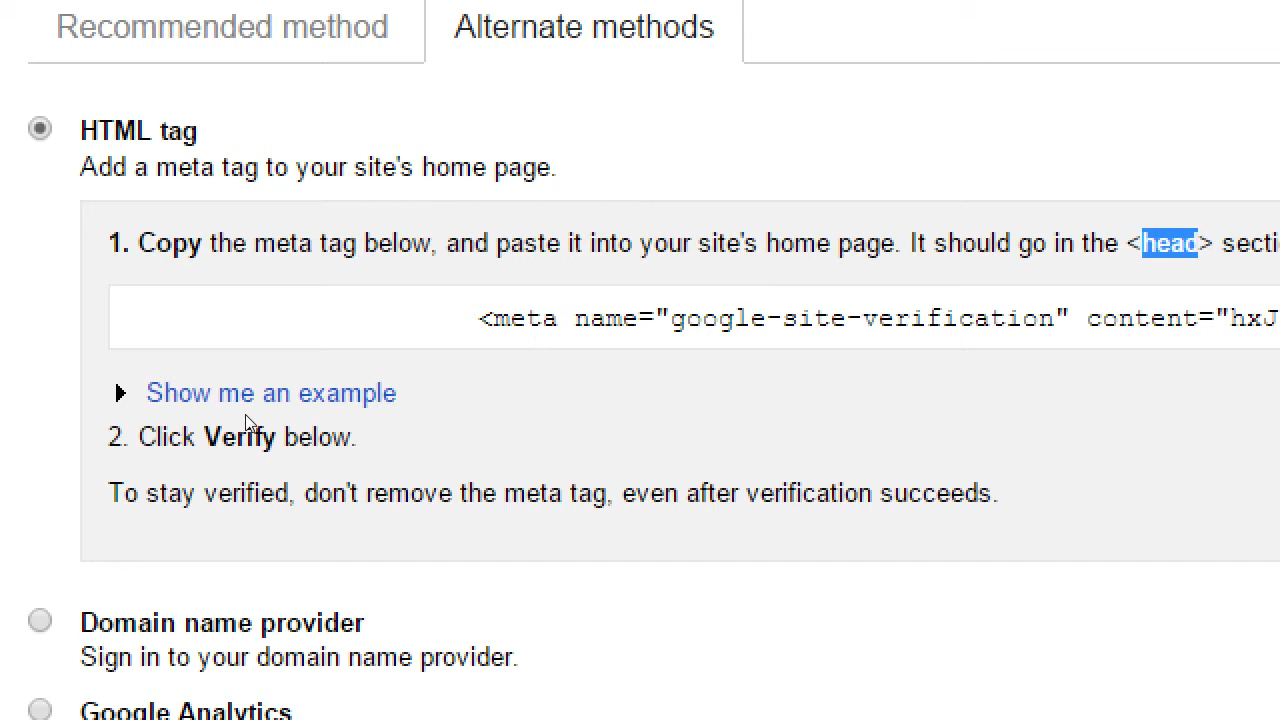 Recommended method
Alternate methods
HTML tag
Add a meta tag to your site's home page.
1. Copy the meta tag below, and paste it into your site's home page. It should go in the <head> secti
<meta name="google-site-verification" content="hxJ
Show me an example
2. Click Verify below.
To stay verified, don't remove the meta tag, even after verification succeeds.
Domain name provider
Sign in to your domain name provider.
Google Analytics